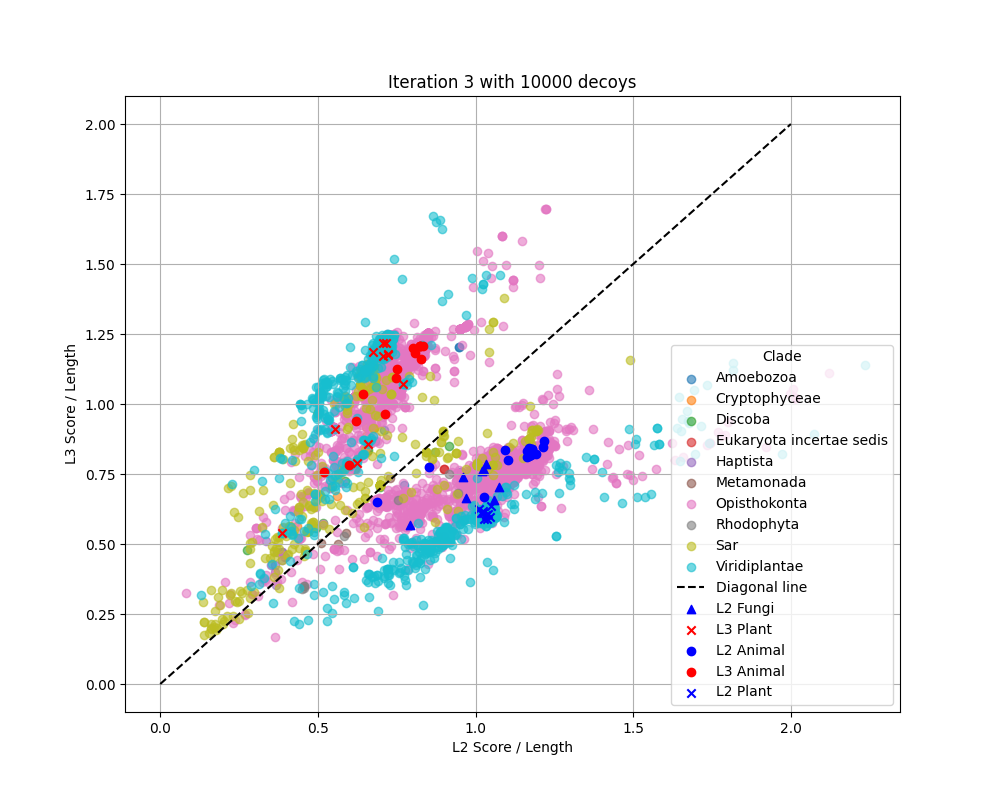 Iteration 3 with 10000 decoys
L3 Score / Length
2.00
1.75
1.50
1.25
1.00
0.75
0.50
0.25
0.00
0.0
0.5
1.0
1.5
2.0
L2 Score / Length
Clade
Amoebozoa
Cryptophyceae
Discoba
Eukaryota incertae sedis
Haptista
Metamonada
Opisthokonta
Rhodophyta
Sar
Viridiplantae
Diagonal line
L2 Fungi
L3 Plant
L2 Animal
L3 Animal
L2 Plant